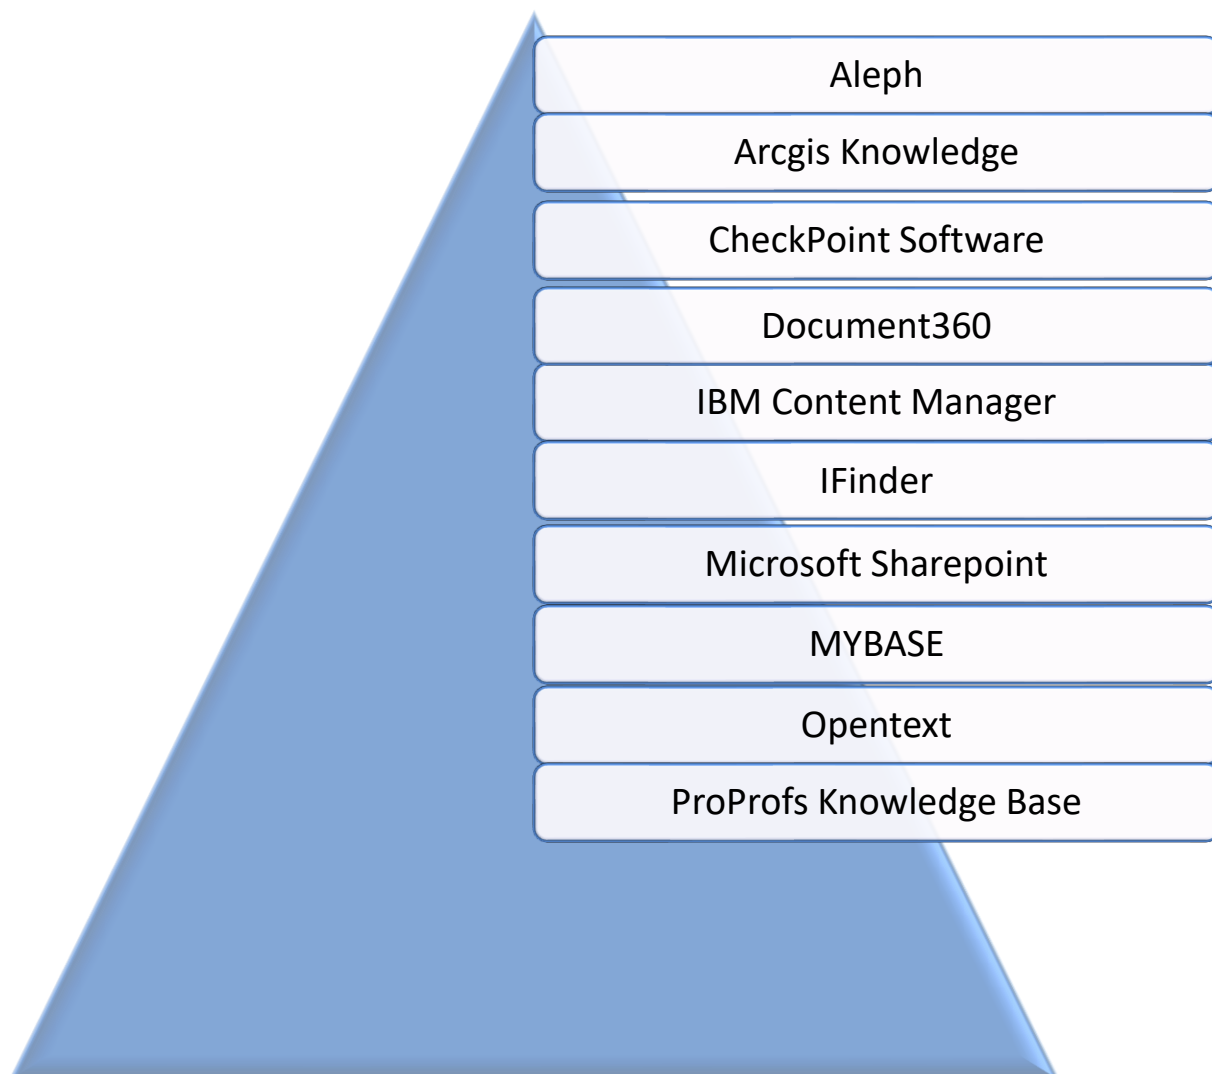 Aleph
Arcgis Knowledge
CheckPoint Software
Document360
IBM Content Manager
IFinder
Microsoft Sharepoint
MYBASE
Opentext
ProProfs Knowledge Base